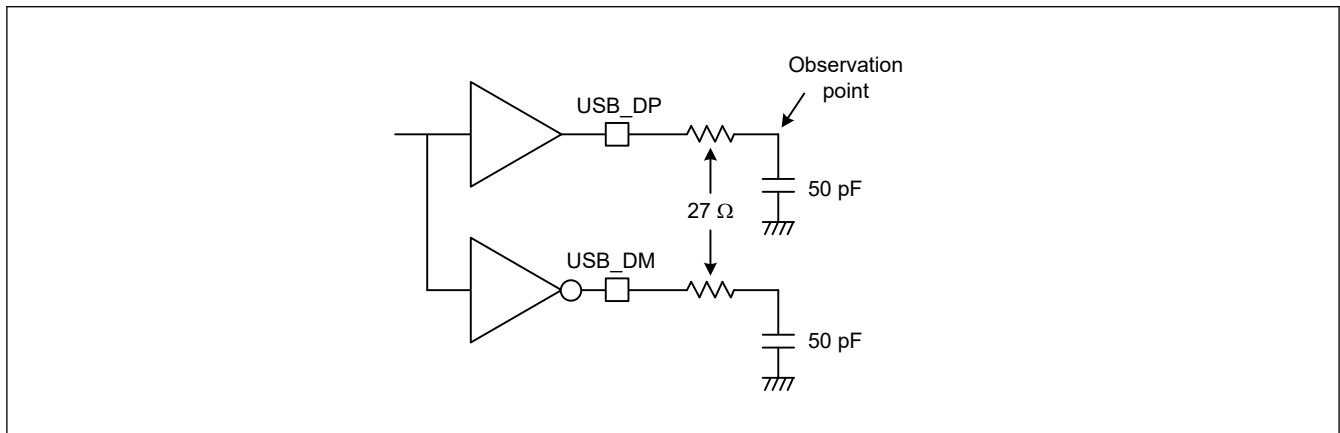 Observation
point
USB_DP
50 pF
27 Ω
USB_DM
50 pF